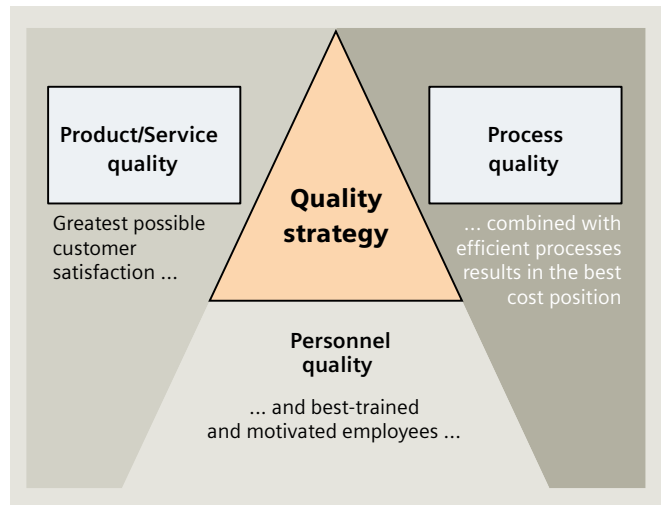 Product/Service
quality
Greatest possible
customer
satisfaction ...
Quality
strategy
Personnel
quality
... and best-trained
and motivated employees ...
Process
quality
... combined with
efficient processes
results in the best
cost position